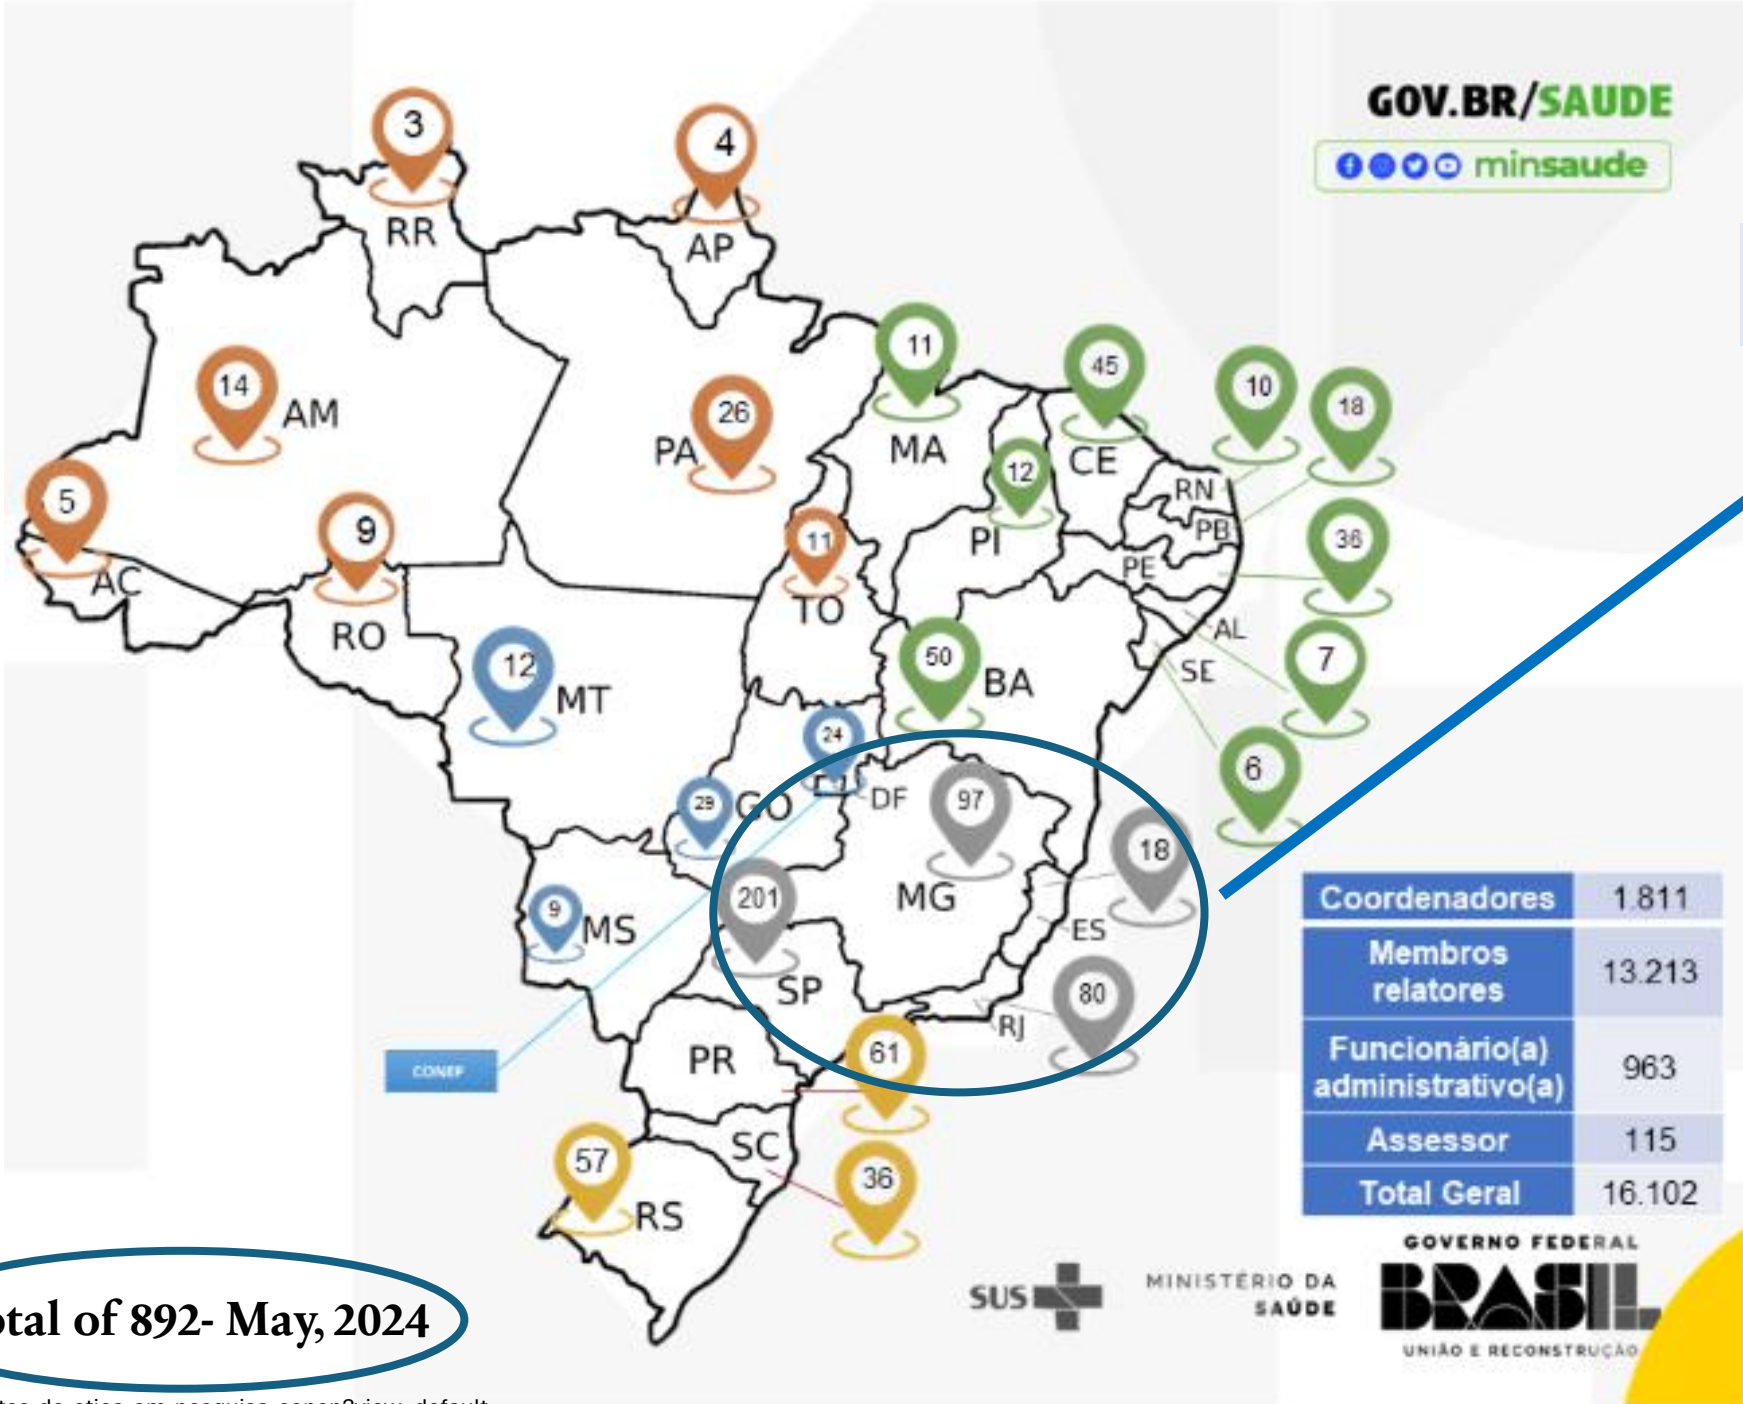 GOV.BR/SAUDE
minsaude
3
4
RR
AP
14
AM
26
PA
11
MA
45
CE
10
18
12
PI
RN
PB
36
PE
5
AC
9
RO
11
TO
AL
7
SE
6
12
MT
50
BA
24
DF
29
GO
97
MG
18
ES
201
SP
80
RJ
9
MS
CONEP
PR
61
SC
36
57
RS
Coordenadores 1.811
Membros
relatores 13.213
Funcionário(a)
administrativo(a) 963
Assessor 115
Total Geral 16.102
of 892- May, 2024
SUS
MINISTÉRIO DA
SAÚDE
GOVERNO FEDERAL
BRASIL
UNIÃO E RECONSTRUÇÃO